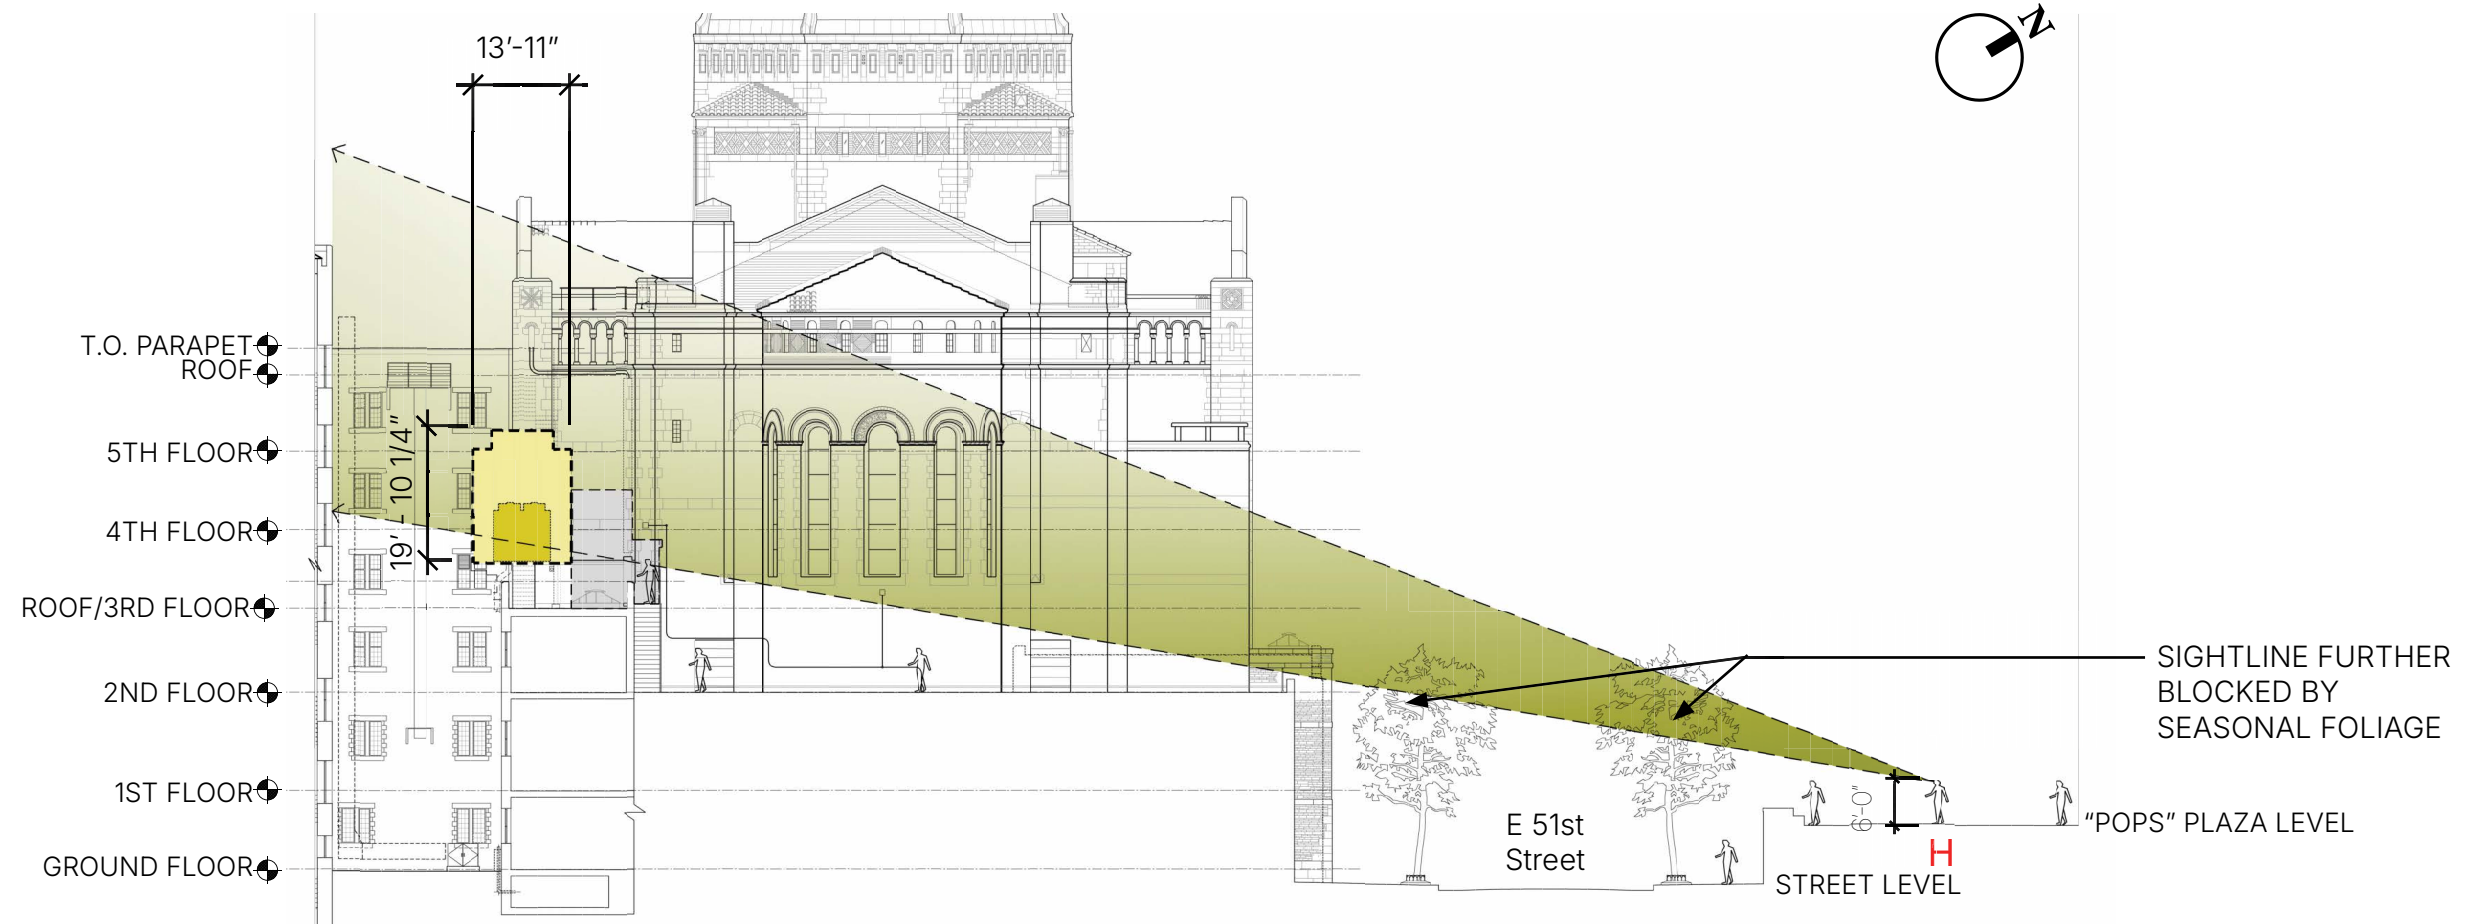 13'-11"
N
T.O. PARAPET
ROOF
5TH FLOOR
19' - 10 1/4"
4TH FLOOR
ROOF/3RD FLOOR
2ND FLOOR
1ST FLOOR
GROUND FLOOR
SIGHTLINE FURTHER
BLOCKED BY
SEASONAL FOLIAGE
6'-0"
"POPS" PLAZA LEVEL
E 51st
Street
H
STREET LEVEL